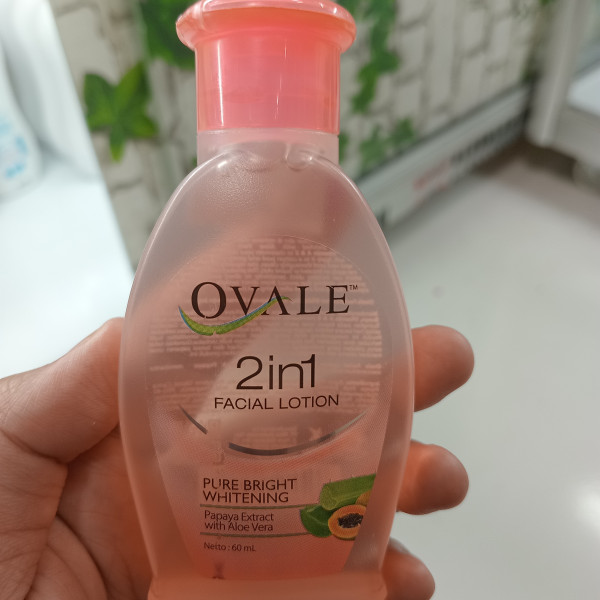 OVALE™
2in1
FACIAL LOTION
PURE BRIGHT
WHITENING
Papaya Extract
with Aloe Vera
Netto : 60 mL